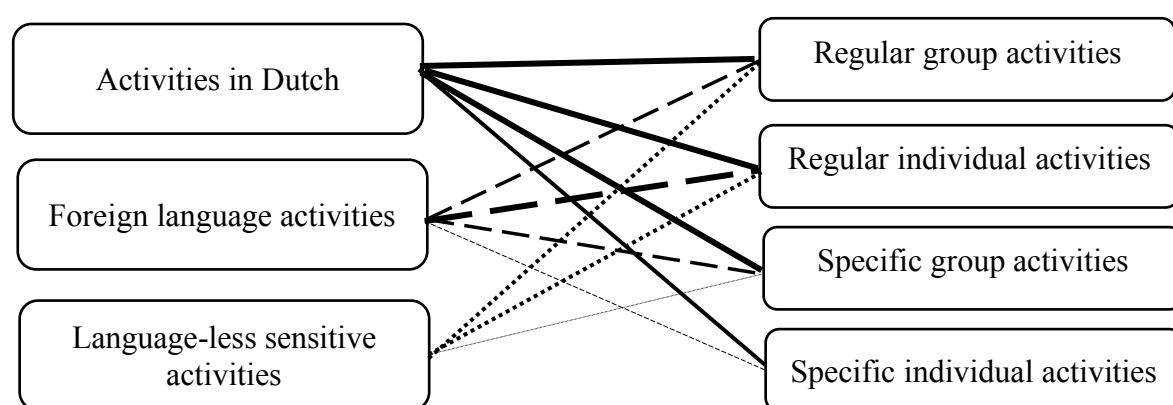 Activities in Dutch
Foreign language activities
Language-less sensitive
activities
Regular group activities
Regular individual activities
Specific group activities
Specific individual activities